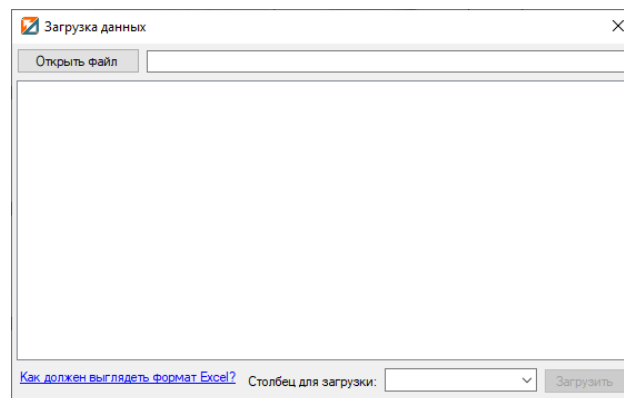 Загрузка данных
Открыть файл
Как должен выглядеть формат Excel? Столбец для загрузки: Загрузить